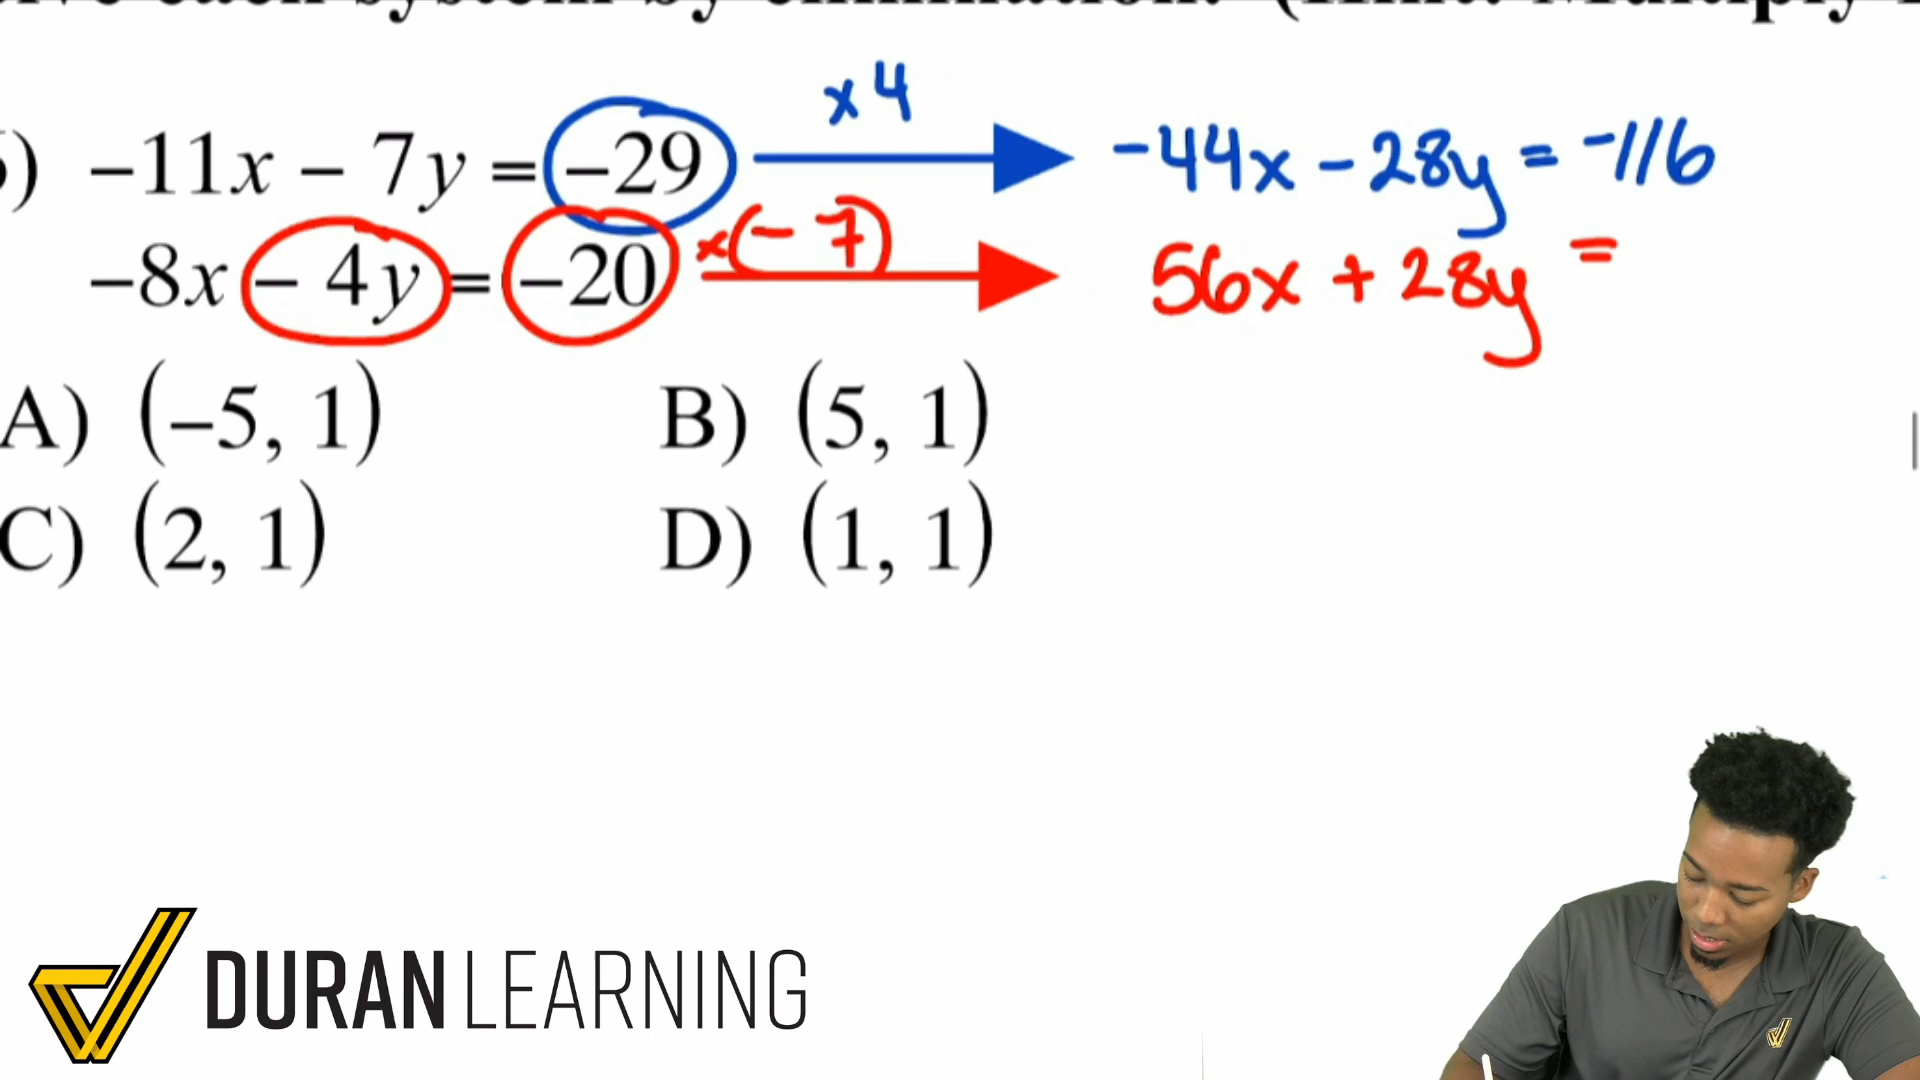 x 4
−11x − 7y = −29
-44x - 28y = -116
x(- 7)
−8x − 4y = −20
56x + 28y =
A) (−5, 1) B) (5, 1)
C) (2, 1) D) (1, 1)
DURAN LEARNING